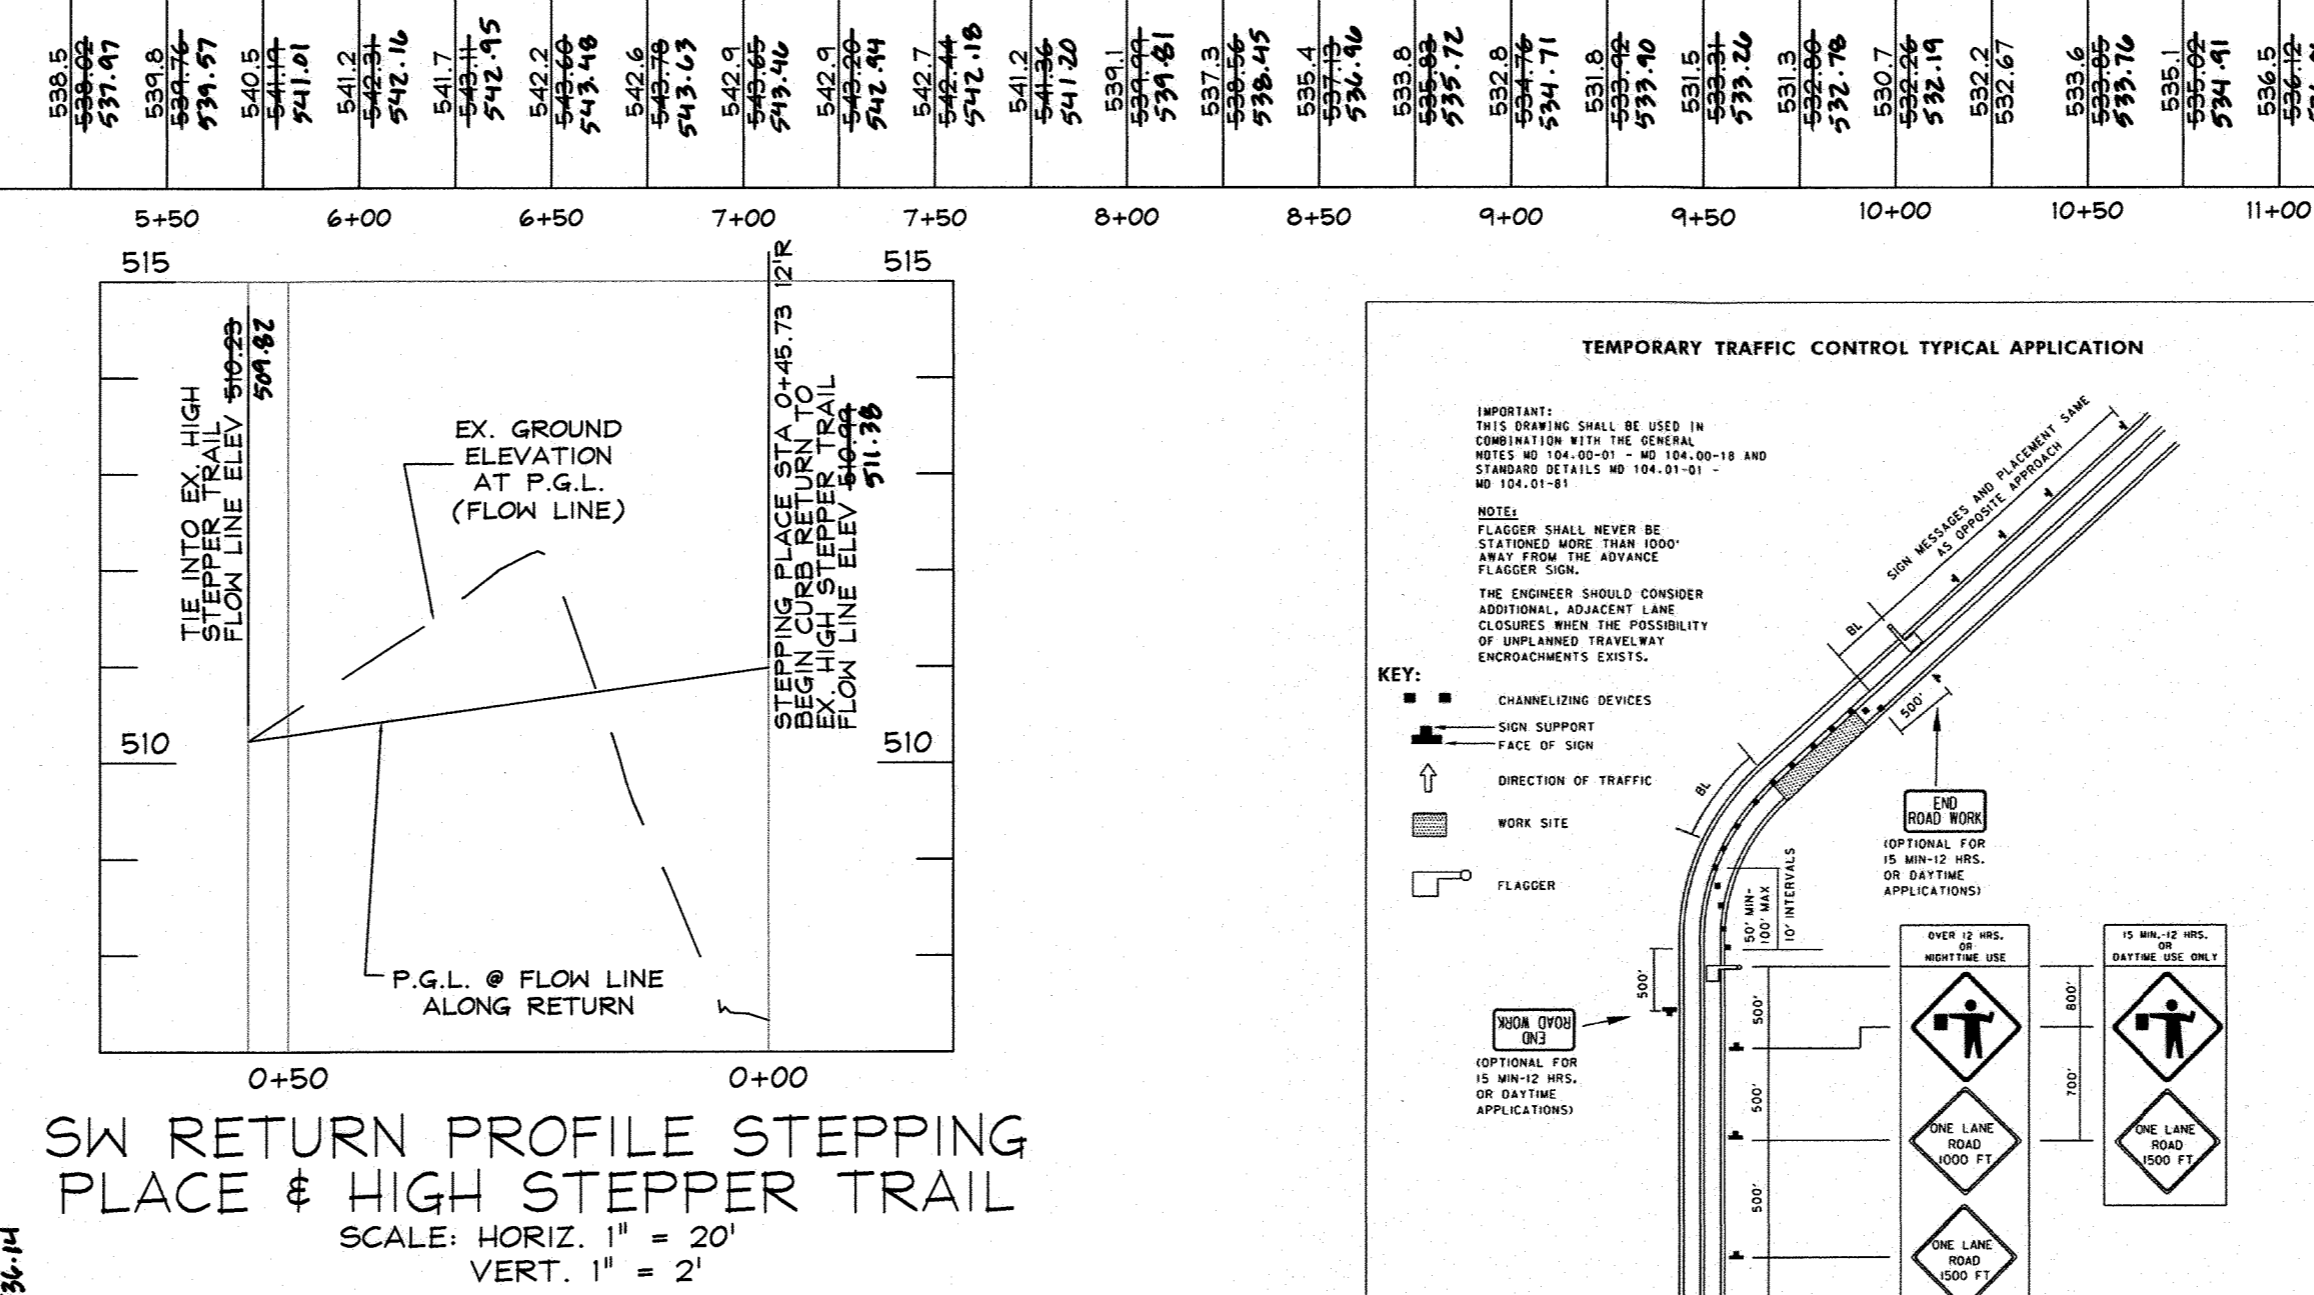 538.5
538.02
537.97
539.8
539.76
539.57
540.5
541.19
541.01
541.2
542.31
542.16
541.7
543.11
542.95
542.2
543.60
543.48
542.6
543.78
543.63
542.9
543.65
543.46
542.9
543.20
542.94
542.7
542.44
542.18
541.2
541.36
541.20
539.1
539.99
539.81
537.3
538.56
538.45
535.4
537.13
536.96
533.8
535.83
535.72
532.8
534.76
534.71
531.8
533.92
533.90
531.5
533.31
533.26
531.3
532.80
532.78
530.7
532.26
532.19
532.2
532.67
533.6
533.85
533.76
535.1
535.02
534.91
536.5
536.12
5+50 6+00 6+50 7+00 7+50 8+00 8+50 9+00 9+50 10+00 10+50 11+00
515
515
TIE INTO EX. HIGH
STEPPER TRAIL
FLOW LINE ELEV 510.23
509.82
EX. GROUND
ELEVATION
AT P.G.L.
(FLOW LINE)
STEPPING PLACE STA 0+45.73 12'R
BEGIN CURB RETURN TO
EX. HIGH STEPPER TRAIL
FLOW LINE ELEV 510.99
511.38
510
510
P.G.L. @ FLOW LINE
ALONG RETURN
0+50 0+00
SW RETURN PROFILE STEPPING
PLACE & HIGH STEPPER TRAIL
SCALE: HORIZ. 1" = 20'
VERT. 1" = 2'
36.14
TEMPORARY TRAFFIC CONTROL TYPICAL APPLICATION
IMPORTANT:
THIS DRAWING SHALL BE USED IN
COMBINATION WITH THE GENERAL
NOTES MD 104.00-01 - MD 104.00-18 AND
STANDARD DETAILS MD 104.01-01 -
MD 104.01-81
NOTE:
FLAGGER SHALL NEVER BE
STATIONED MORE THAN 1000'
AWAY FROM THE ADVANCE
FLAGGER SIGN.
THE ENGINEER SHOULD CONSIDER
ADDITIONAL, ADJACENT LANE
CLOSURES WHEN THE POSSIBILITY
OF UNPLANNED TRAVELWAY
ENCROACHMENTS EXISTS.
KEY:
CHANNELIZING DEVICES
SIGN SUPPORT
FACE OF SIGN
DIRECTION OF TRAFFIC
WORK SITE
FLAGGER
SIGN MESSAGES AND PLACEMENT SAME
AS OPPOSITE APPROACH
BL
500'
BL
END
ROAD WORK
(OPTIONAL FOR
15 MIN-12 HRS.
OR DAYTIME
APPLICATIONS)
50' MIN-
100' MAX
10' INTERVALS
500'
END
ROAD WORK
(OPTIONAL FOR
15 MIN-12 HRS.
OR DAYTIME
APPLICATIONS)
500'
500'
500'
OVER 12 HRS.
OR
NIGHTTIME USE
ONE LANE
ROAD
1000 FT.
ONE LANE
ROAD
1500 FT.
800'
700'
15 MIN.-12 HRS.
OR
DAYTIME USE ONLY
ONE LANE
ROAD
1500 FT.